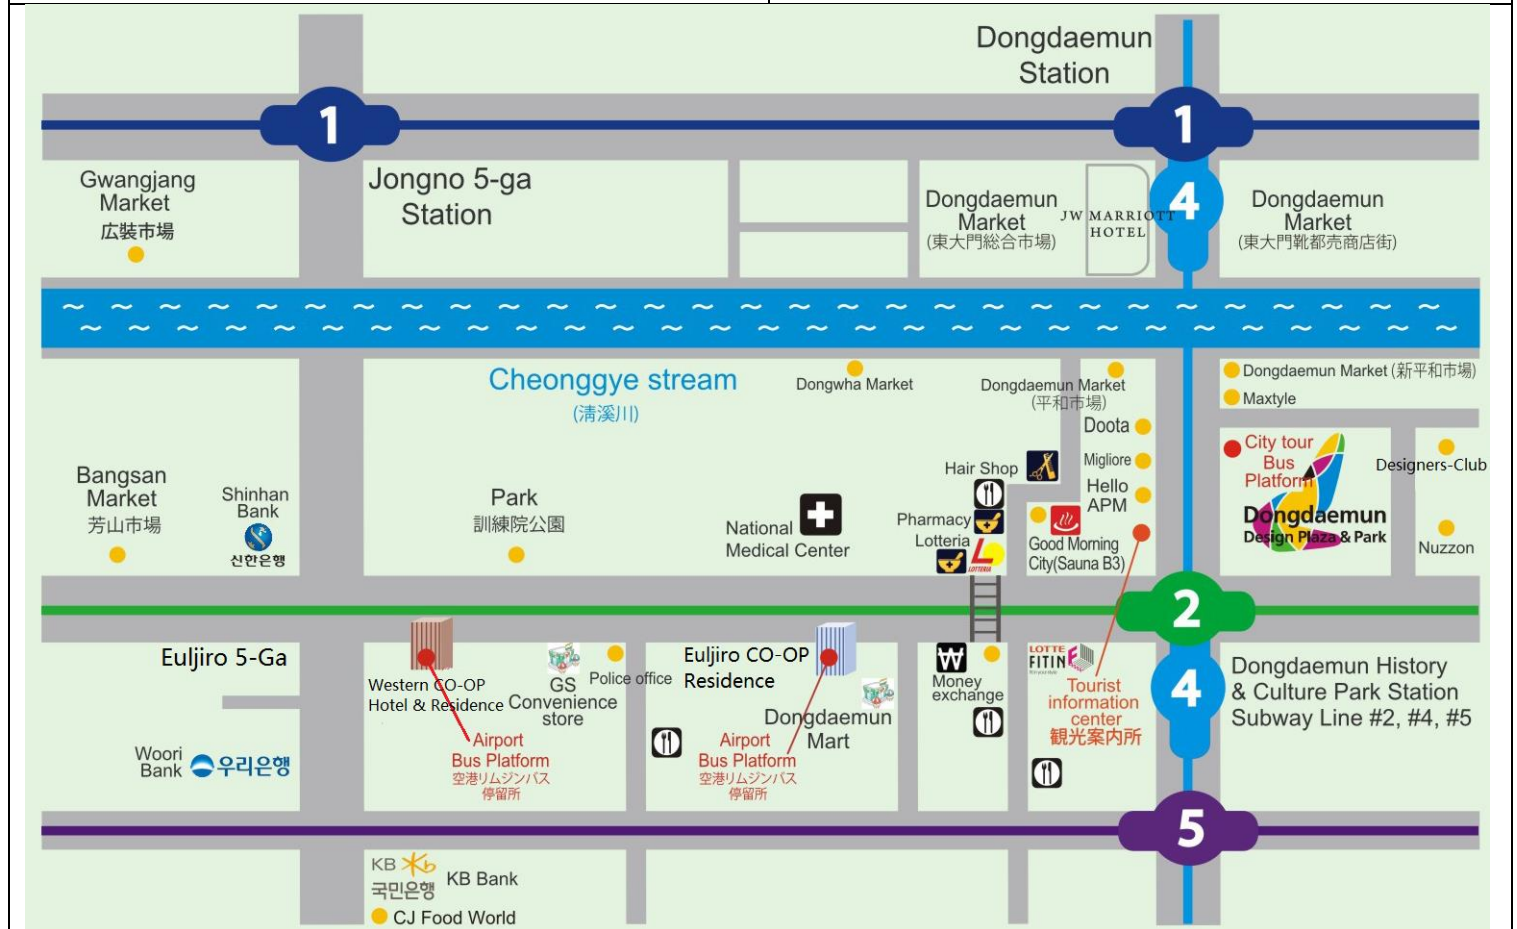 Dongdaemun
Station
1
1
Gwangjang
Market
広裝市場
Jongno 5-ga
Station
Dongdaemun
Market
(東大門総合市場)
JW MARRIOTT
HOTEL
4
Dongdaemun
Market
(東大門靴都売商店街)
Cheonggye stream
(淸溪川)
Dongwha Market
Dongdaemun Market
(平和市場)
Dongdaemun Market (新平和市場)
Maxtyle
Doota
Migliore
Hello
APM
City tour
Bus
Platform
Dongdaemun
Design Plaza & Park
Designers-Club
Nuzzon
Bangsan
Market
芳山市場
Shinhan
Bank
신한은행
Park
訓練院公園
National
Medical Center
Hair Shop
Pharmacy
Lotteria
LOTTERIA
Good Morning
City(Sauna B3)
2
Euljiro 5-Ga
Western CO-OP
Hotel & Residence
GS
Convenience
store
Police office
Euljiro CO-OP
Residence
Dongdaemun
Mart
Money
exchange
LOTTE
FITIN
Tourist
information
center
観光案内所
4
Dongdaemun History
& Culture Park Station
Subway Line #2, #4, #5
Woori
Bank
우리은행
Airport
Bus Platform
空港リムジンバス
停留所
Airport
Bus Platform
空港リムジンバス
停留所
5
KB
국민은행
KB Bank
CJ Food World